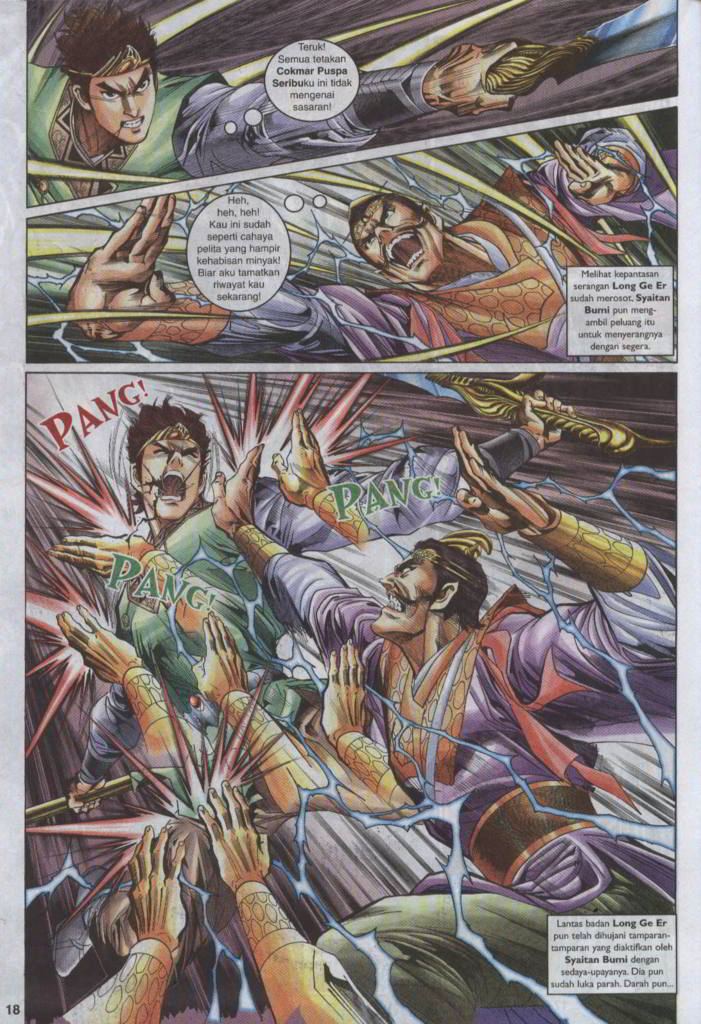 Teruk!
Semua tetakan
Cokmar Puspa
Seribuku ini tidak
mengenai
sasaran!
Heh,
heh, heh!
Kau ini sudah
seperti cahaya
pelita yang hampir
kehabisan minyak!
Biar aku tamatkan
riwayat kau
sekarang!
Melihat kepantasan
serangan Long Ge Er
sudah merosot, Syaitan
Bumi pun meng-
ambil peluang itu
untuk menyerangnya
dengan segera.
PANG!
PANG!
PANG!
Lantas badan Long Ge Er
pun telah dihujani tamparan-
tamparan yang diaktifkan oleh
Syaitan Bumi dengan
sedaya-upayanya. Dia pun
sudah luka parah. Darah pun...
18